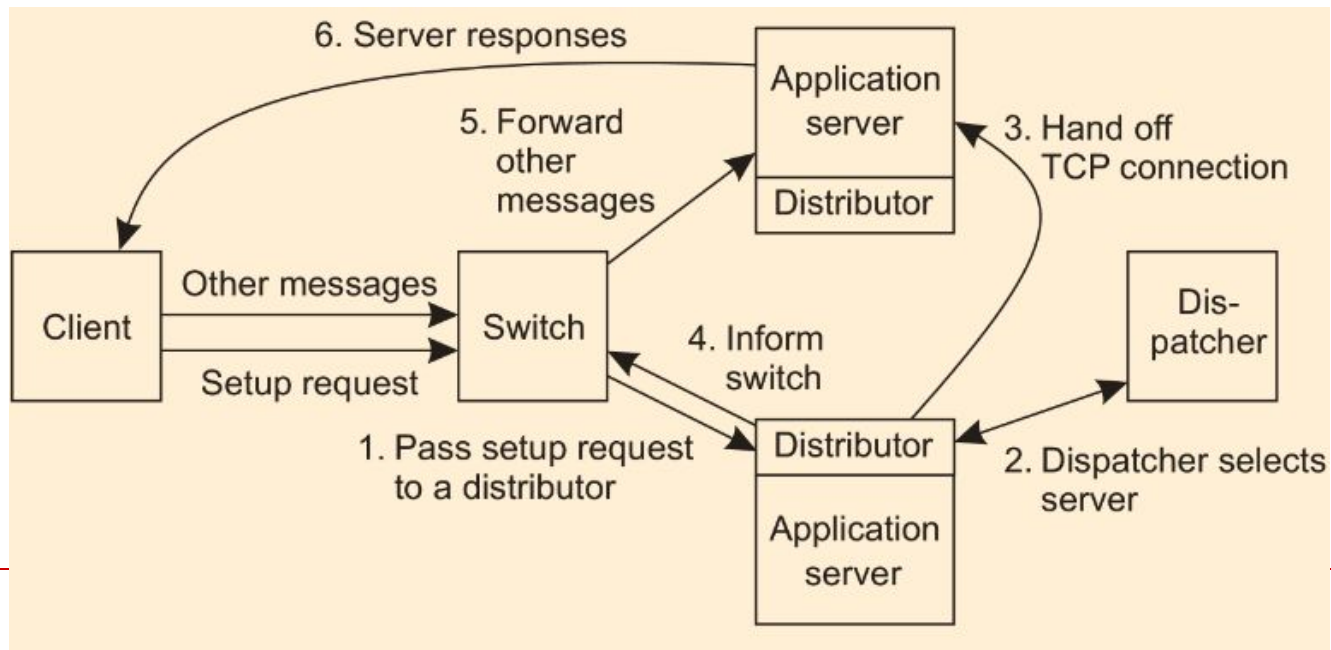 6. Server responses
Application
server
Distributor
5. Forward
other
messages
3. Hand off
TCP connection
Client
Other messages
Setup request
Switch
4. Inform
switch
Dis-
patcher
1. Pass setup request
to a distributor
Distributor
Application
server
2. Dispatcher selects
server